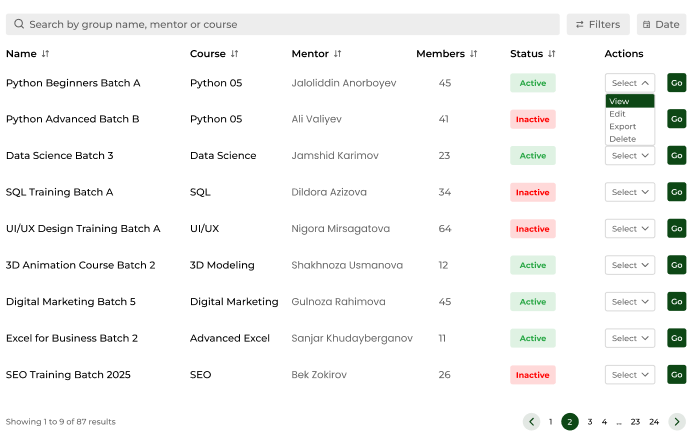 Search by group name, mentor or course Filters Date
Name Course Mentor Members Status Actions
Python Beginners Batch A Python 05 Jaloliddin Anorboyev 45 Active Select Go
View
Python Advanced Batch B Python 05 Ali Valiyev 41 Inactive Edit Go
Export
Delete
Data Science Batch 3 Data Science Jamshid Karimov 23 Active Select Go
SQL Training Batch A SQL Dildora Azizova 34 Inactive Select Go
UI/UX Design Training Batch A UI/UX Nigora Mirsagatova 64 Inactive Select Go
3D Animation Course Batch 2 3D Modeling Shakhnoza Usmanova 12 Active Select Go
Digital Marketing Batch 5 Digital Marketing Gulnoza Rahimova 45 Active Select Go
Excel for Business Batch 2 Advanced Excel Sanjar Khudayberganov 11 Active Select Go
SEO Training Batch 2025 SEO Bek Zokirov 26 Inactive Select Go
Showing 1 to 9 of 87 results 1 2 3 4 ... 23 24